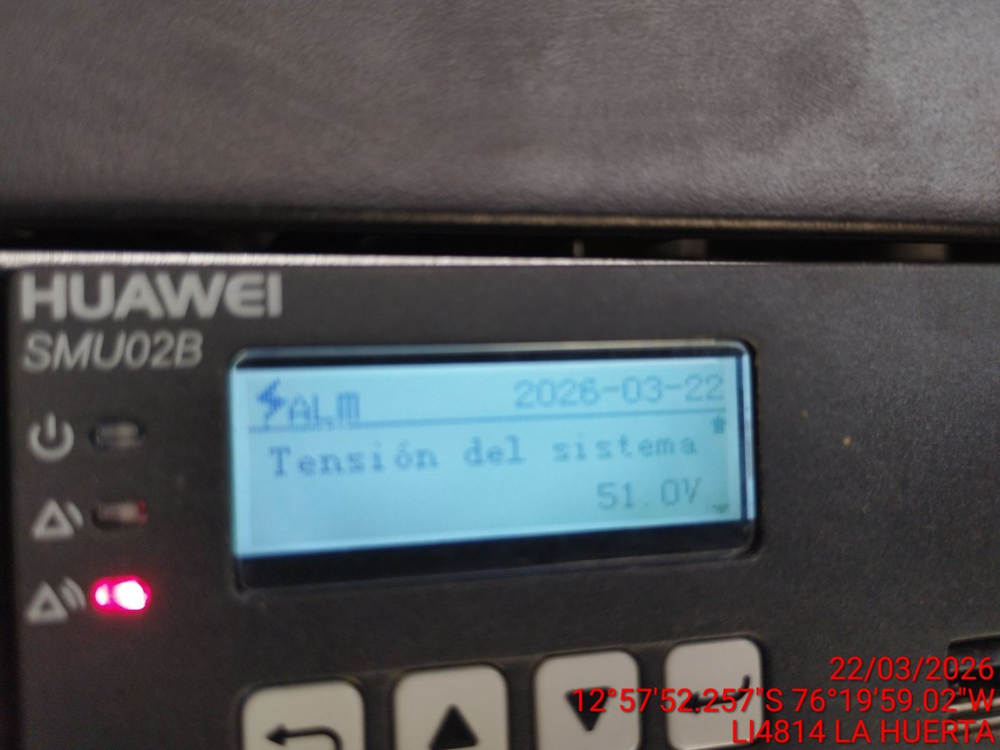 HUAWEI
SMU02B
ALM 2026-03-22
Tensión del sistema
51.0V
22/03/2026
12°57'52.257"S 76°19'59.02"W
LI4814 LA HUERTA